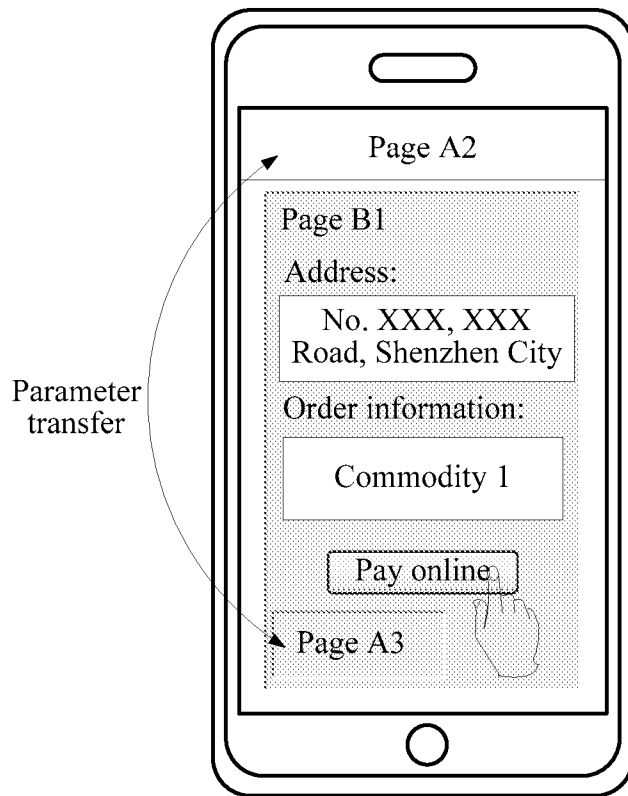 Page A2
Page B1
Address:
No. XXX, XXX
Road, Shenzhen City
Parameter
transfer
Order information:
Commodity 1
Pay online
Page A3